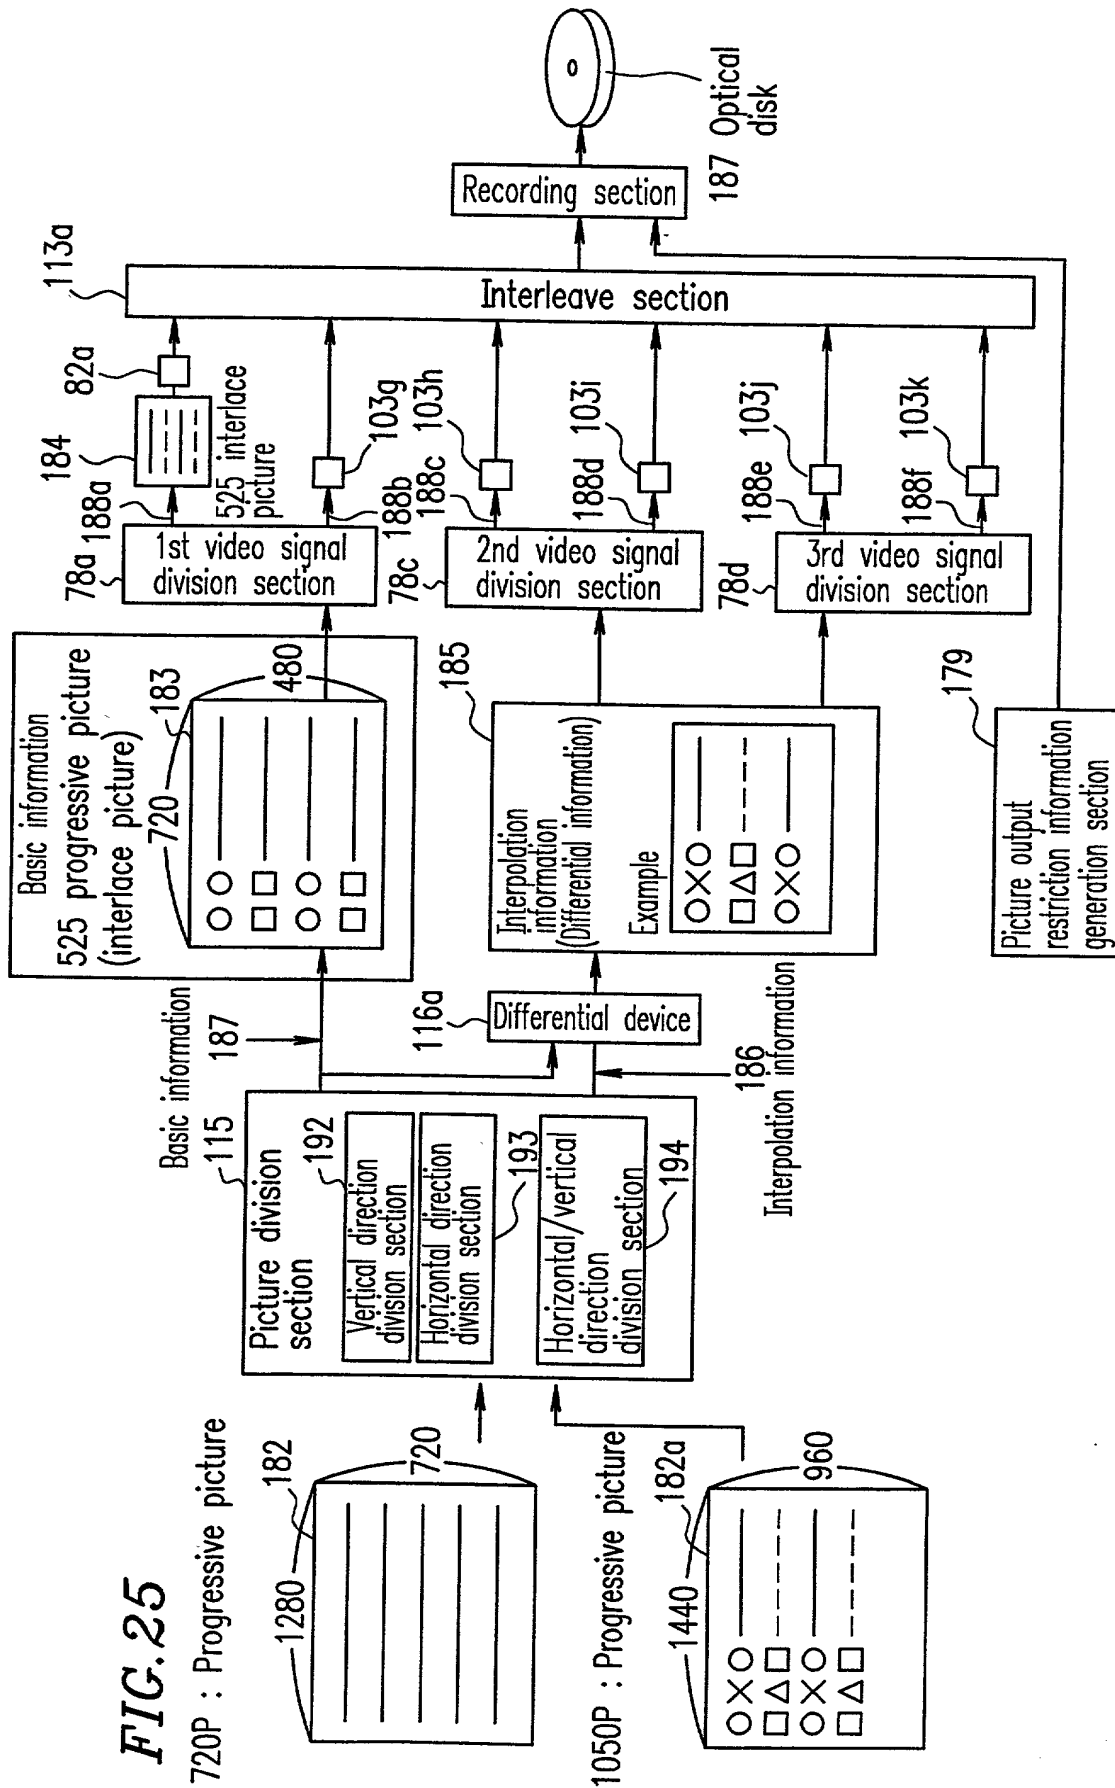 FIG.25
720P : Progressive picture
1280
182
720
1050P : Progressive picture
1440
182a
960
115
Picture division
section
192
Vertical direction
division section
Horizontal direction
division section
193
Horizontal/vertical
direction
division section
194
Basic information
187
116a
Differential device
186
Interpolation information
Basic information
525 progressive picture
(interlace picture)
720
183
480
185
Interpolation
information
(Differential information)
Example
179
Picture output
restriction information
generation section
78a
1st video signal
division section
188a
184
525 interlace
picture
82a
188b
103g
78c
2nd video signal
division section
188c
103h
188d
103i
78d
3rd video signal
division section
188e
103j
188f
103k
113a
Interleave section
Recording section
187 Optical
disk